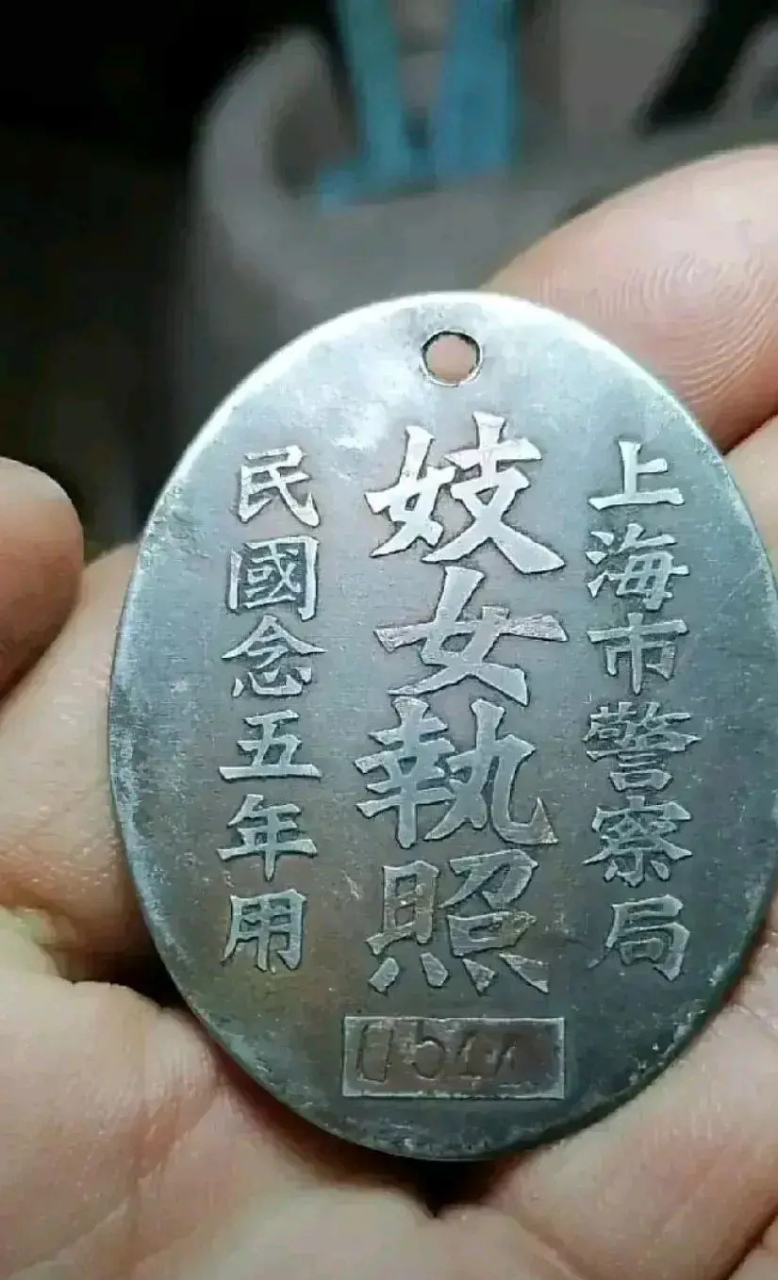 上海市警察局
妓女執照
民國念五年用